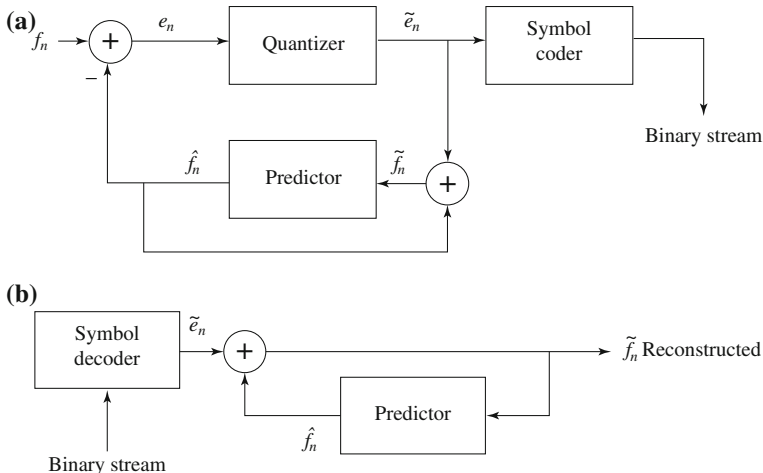 (a)
f_n
+
−
e_n
Quantizer
ẽ_n
Symbol
coder
Binary stream
f̂_n
Predictor
f̃_n
+
(b)
Symbol
decoder
ẽ_n
+
f̃_n Reconstructed
Predictor
f̂_n
Binary stream